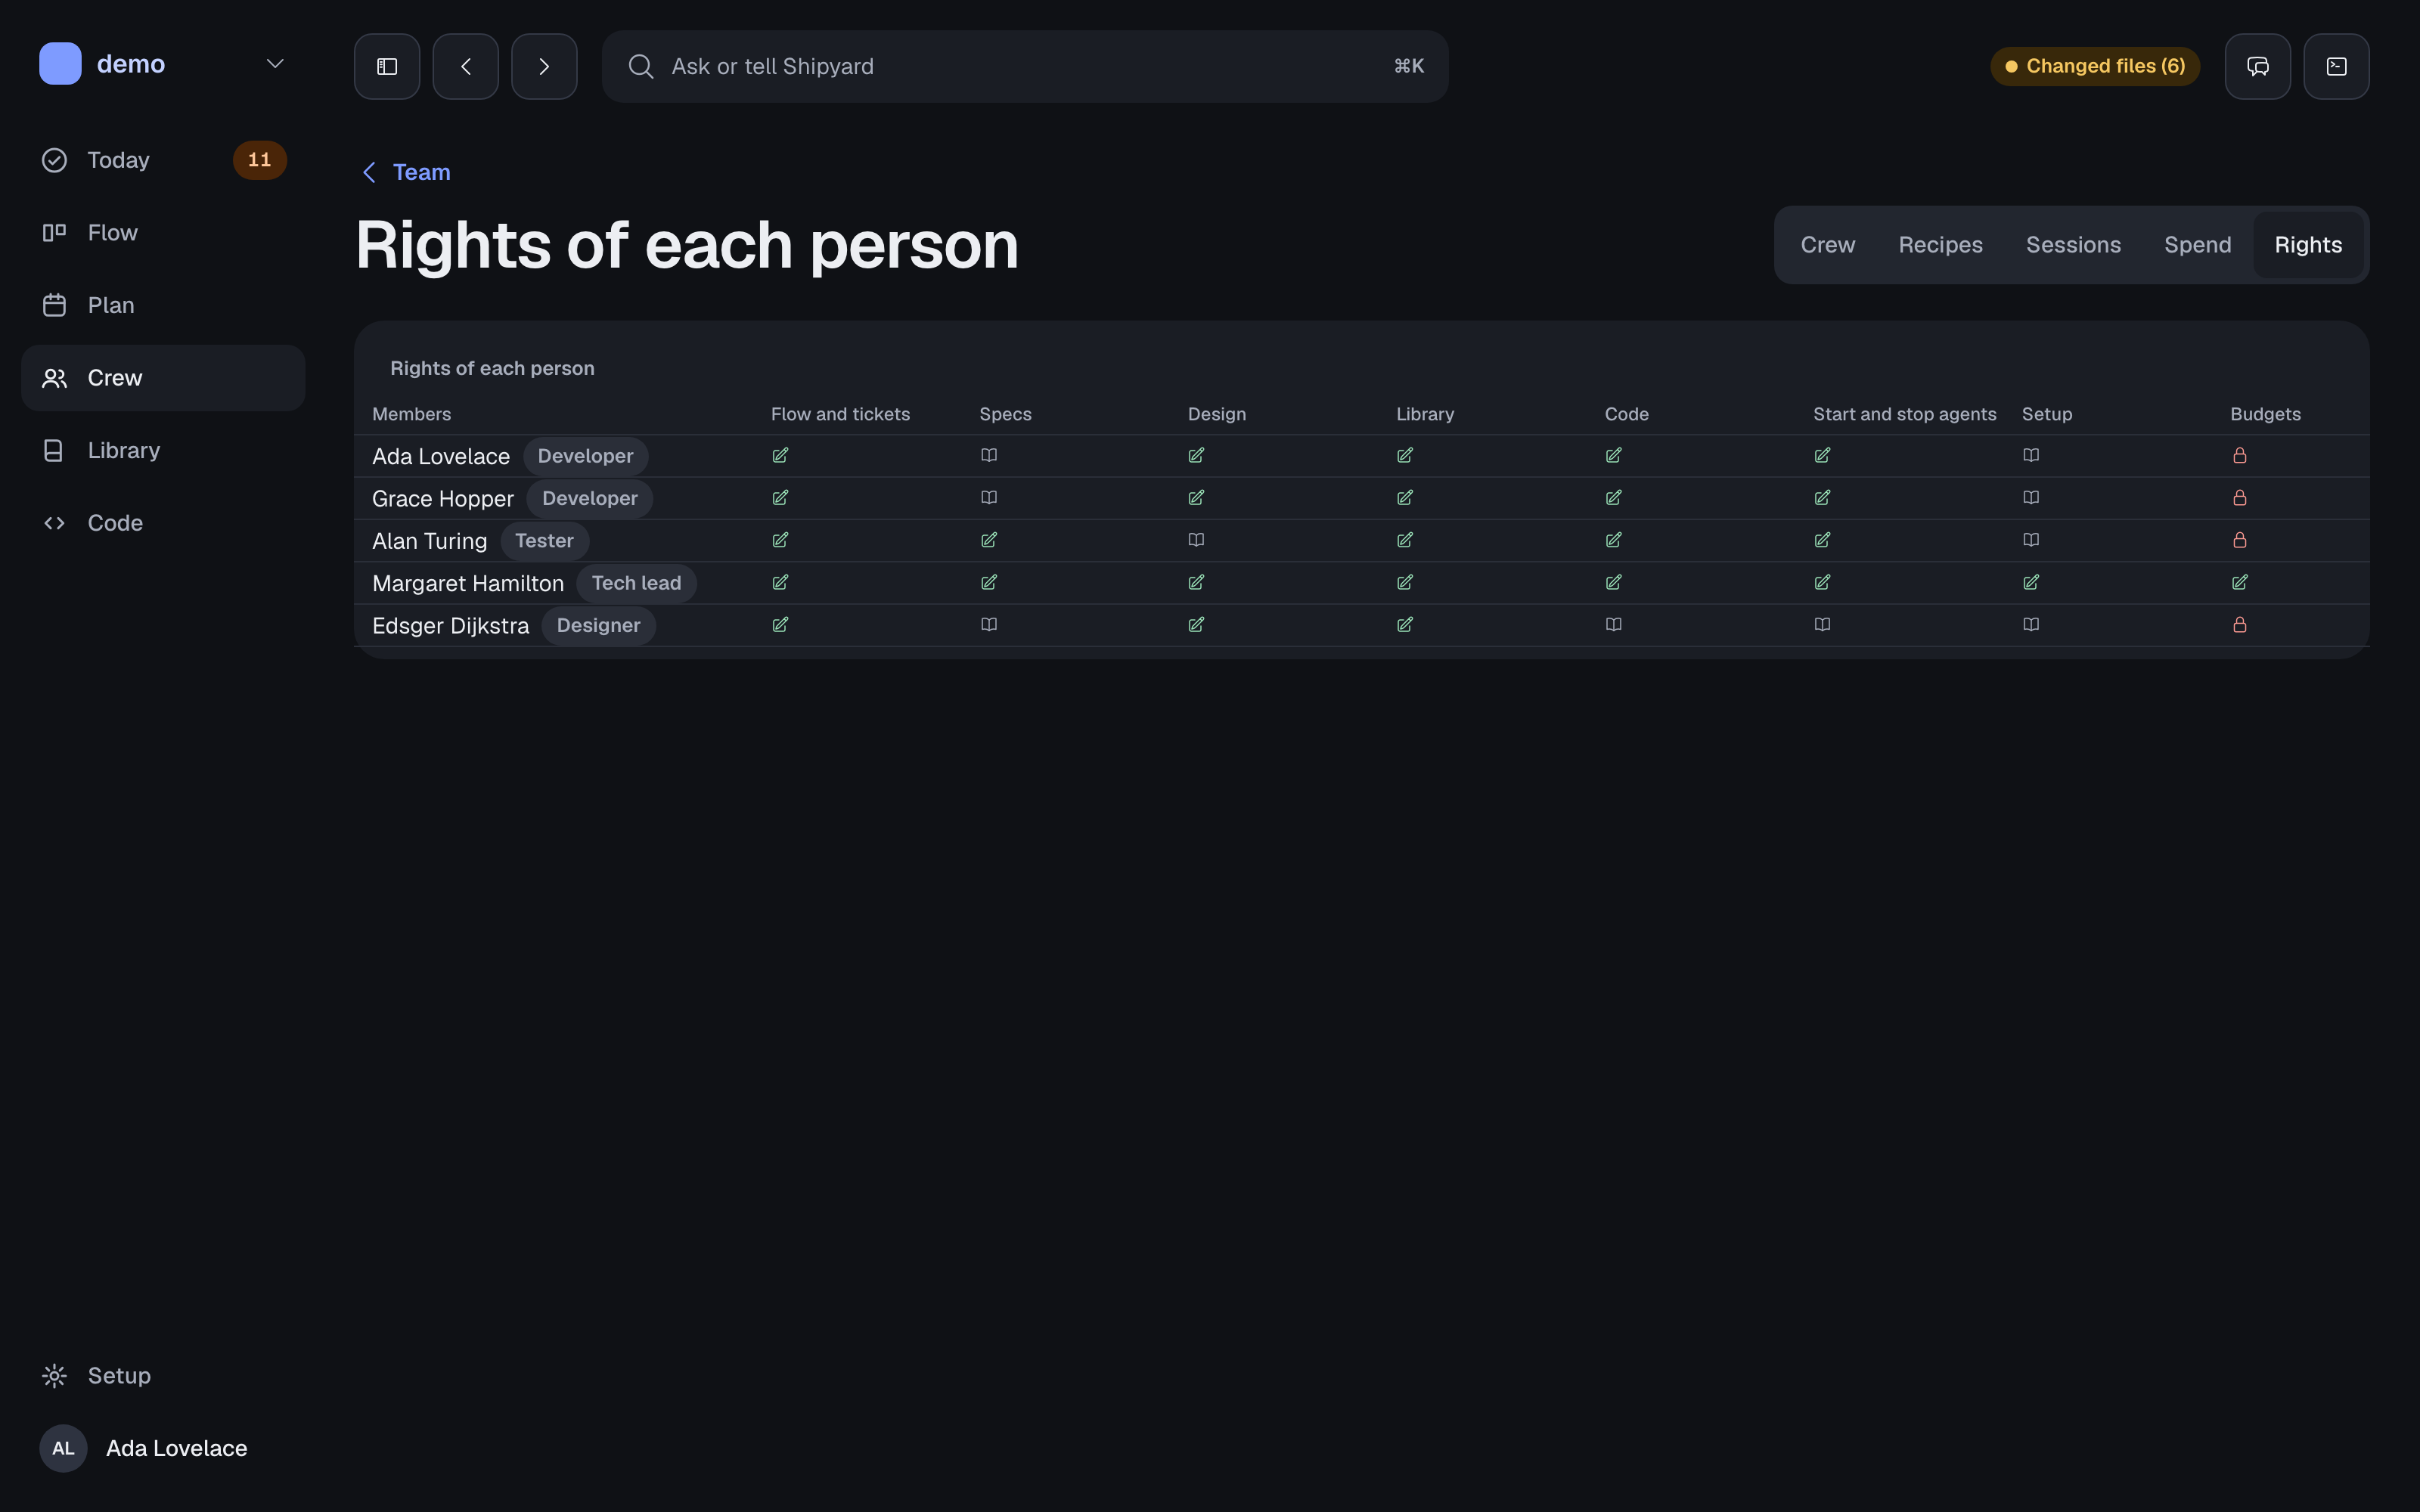 demo
Ask or tell Shipyard ⌘K
Changed files (6)
Today 11
Flow
Plan
Crew
Library
Code
Team
Rights of each person
Crew Recipes Sessions Spend Rights
Rights of each person
Members Flow and tickets Specs Design Library Code Start and stop agents Setup Budgets
Ada Lovelace Developer
Grace Hopper Developer
Alan Turing Tester
Margaret Hamilton Tech lead
Edsger Dijkstra Designer
Setup
AL Ada Lovelace